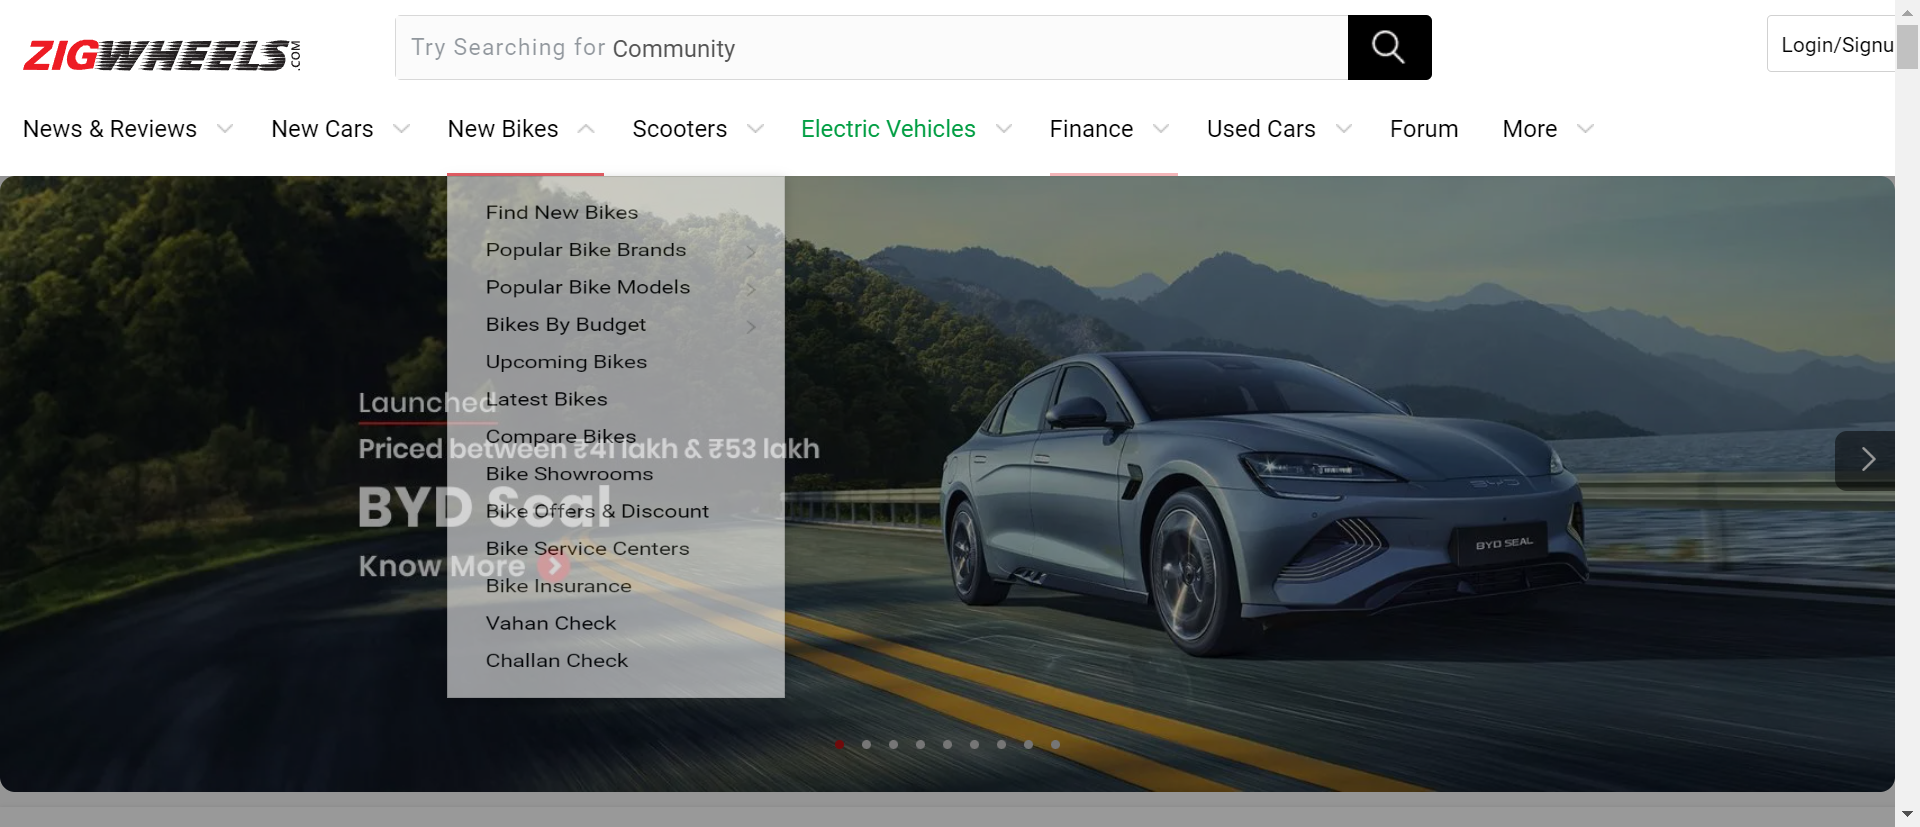 ZIGWHEELS.COM
Try Searching for Community
Login/Signu
News & Reviews
New Cars
New Bikes
Scooters
Electric Vehicles
Finance
Used Cars
Forum
More
Find New Bikes
Popular Bike Brands
Popular Bike Models
Bikes By Budget
Upcoming Bikes
Latest Bikes
Compare Bikes
Bike Showrooms
Bike Offers & Discount
Bike Service Centers
Bike Insurance
Vahan Check
Challan Check
Launched
Priced between ₹41 lakh & ₹53 lakh
BYD Seal
Know More
BYD
BYD SEAL